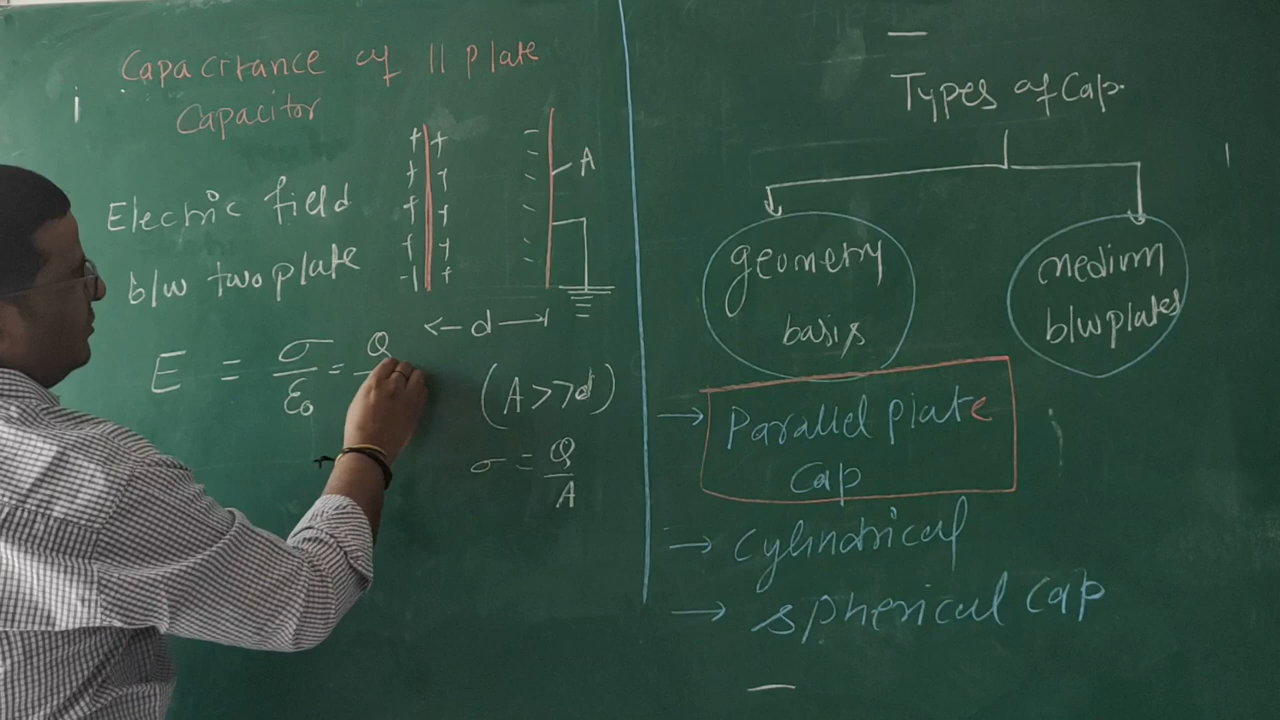 Capacitance of || plate
Capacitor
Electric field
b/w two plate
E = σ/ε₀ = Q
+ +
+ +
+ +
+ +
+ +
− − − − −
A
← d →
(A >> d)
σ = Q/A
Types of Cap.
geometry
basis
medium
b/w plates
→ Parallel plate
Cap
→ Cylindrical
→ spherical cap